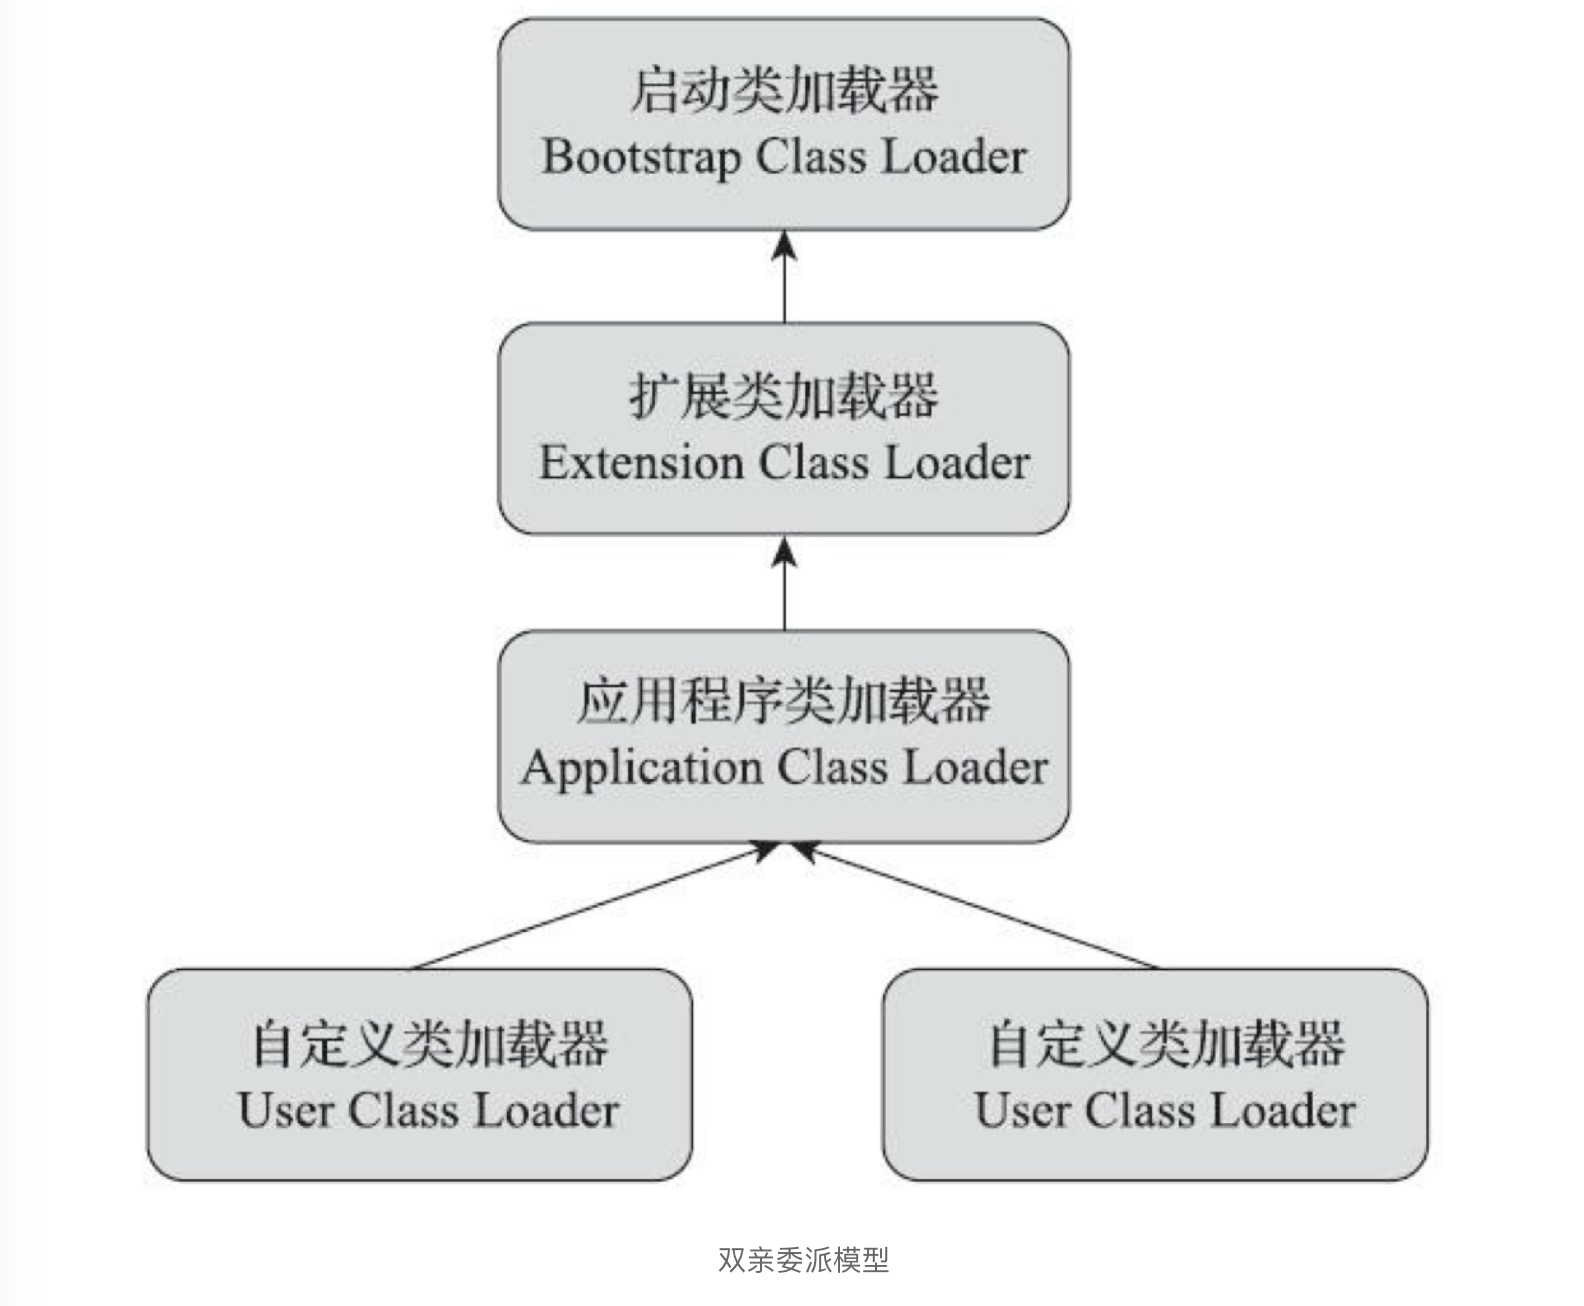 启动类加载器
Bootstrap Class Loader
扩展类加载器
Extension Class Loader
应用程序类加载器
Application Class Loader
自定义类加载器
User Class Loader
自定义类加载器
User Class Loader
双亲委派模型